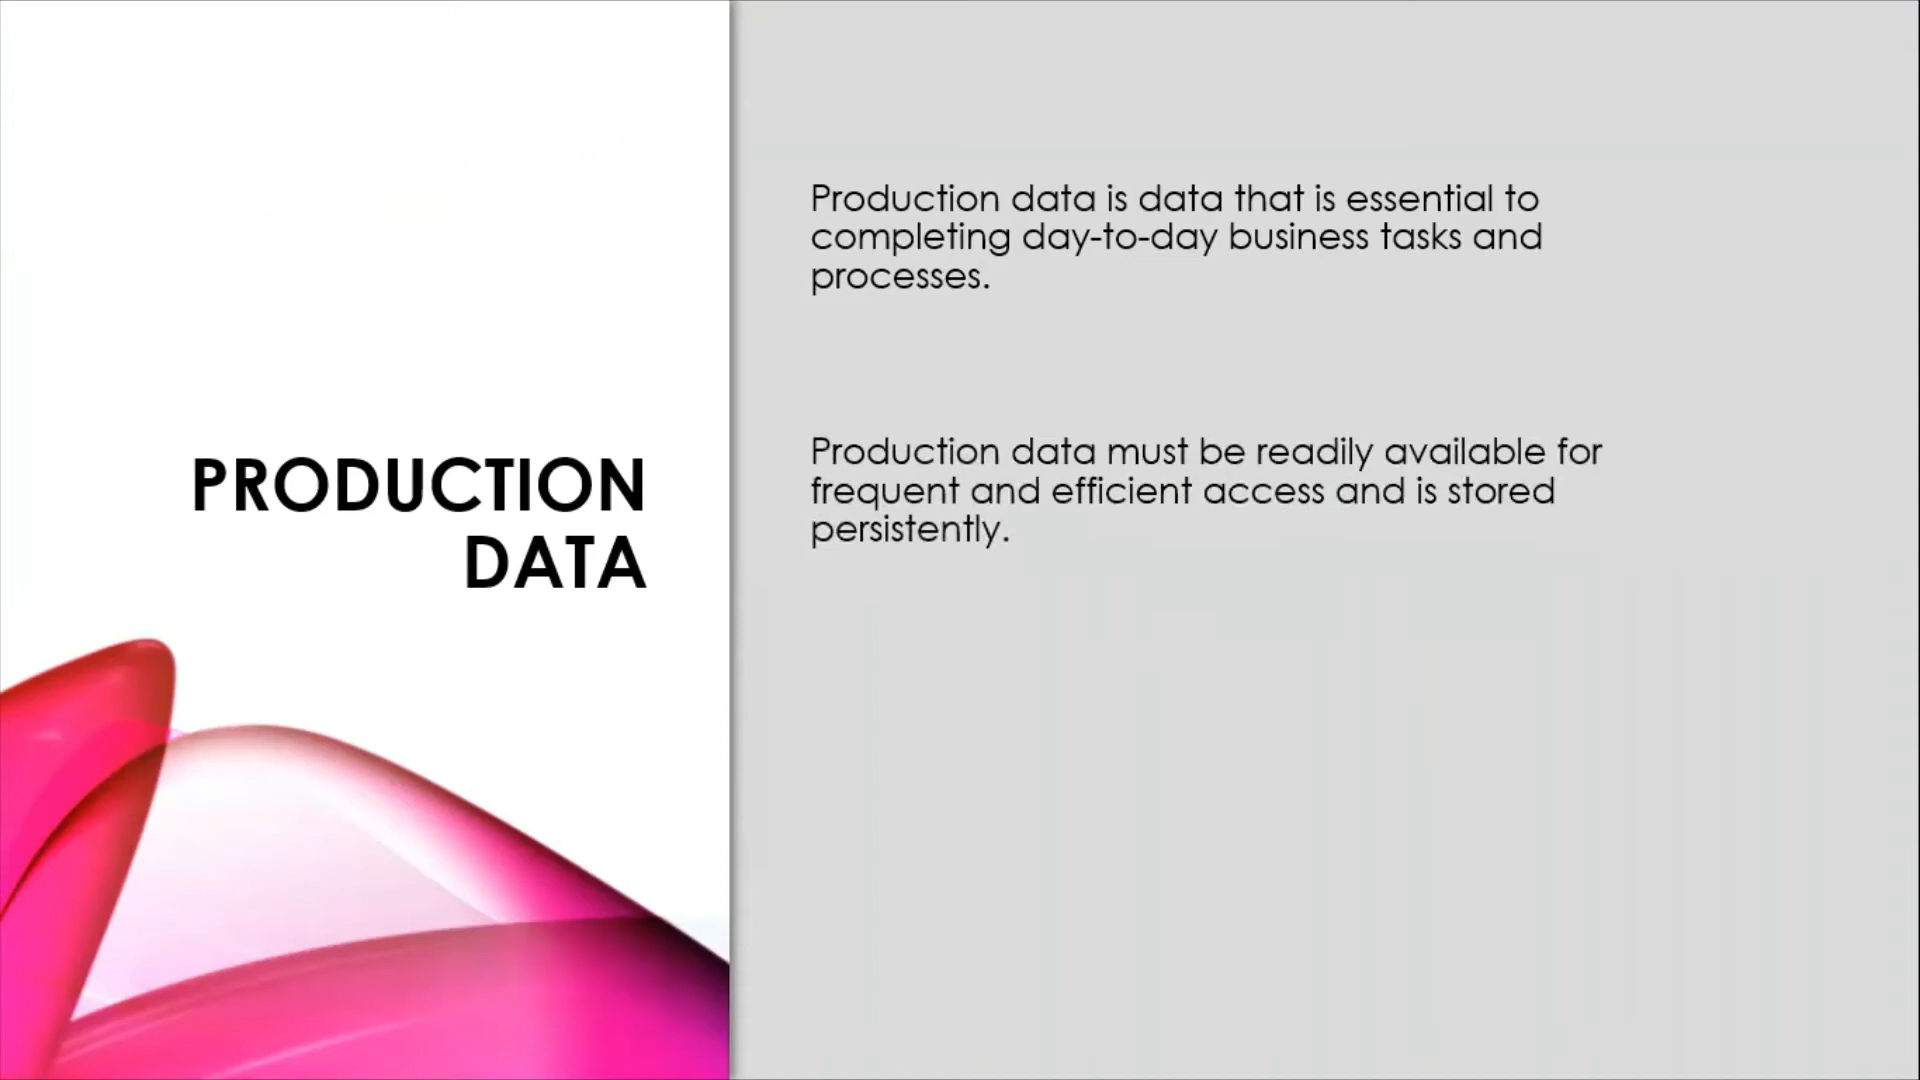 PRODUCTION
DATA
Production data is data that is essential to
completing day-to-day business tasks and
processes.
Production data must be readily available for
frequent and efficient access and is stored
persistently.